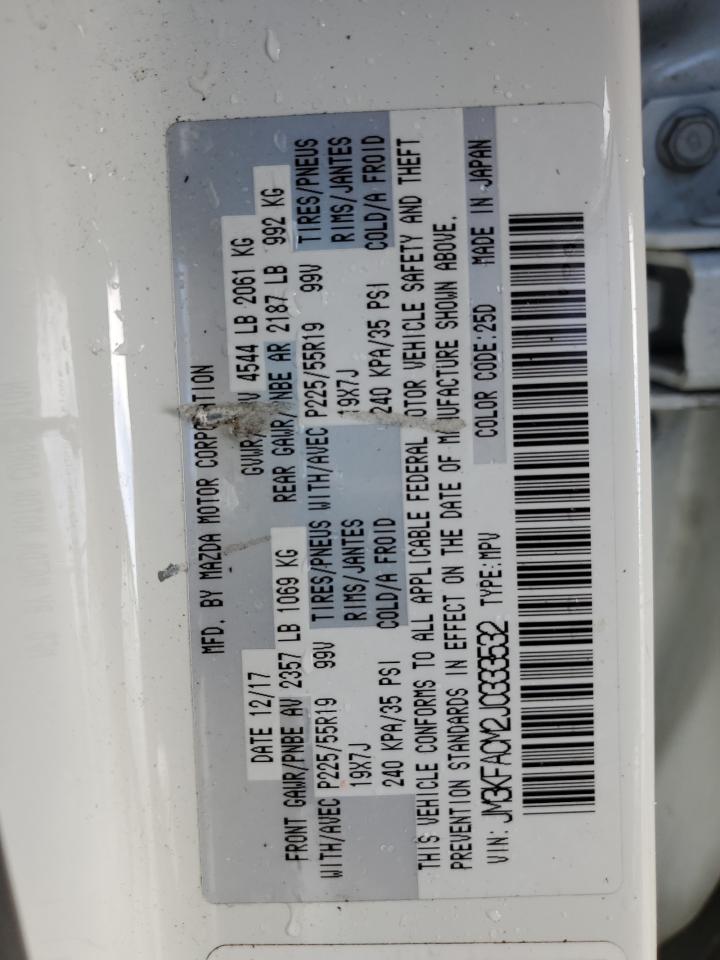 MFD. BY MAZDA MOTOR CORPORATION
DATE 12/17 4544 LB 2061 KG
FRONT GAWR/PNBE AV 2357 LB 1069 KG REAR GAWR/PNBE AR 2187 LB 992 KG
WITH/AVEC P225/55R19 99V TIRES/PNEUS WITH/AVEC P225/55R19 99V TIRES/PNEUS
19X7J RIMS/JANTES 19X7J RIMS/JANTES
240 KPA/35 PSI COLD/A FROID 240 KPA/35 PSI COLD/A FROID
THIS VEHICLE CONFORMS TO ALL APPLICABLE FEDERAL MOTOR VEHICLE SAFETY AND THEFT
PREVENTION STANDARDS IN EFFECT ON THE DATE OF MANUFACTURE SHOWN ABOVE.
VIN: JM3KFACM2J0333532 TYPE:MPV COLOR CODE:25D MADE IN JAPAN